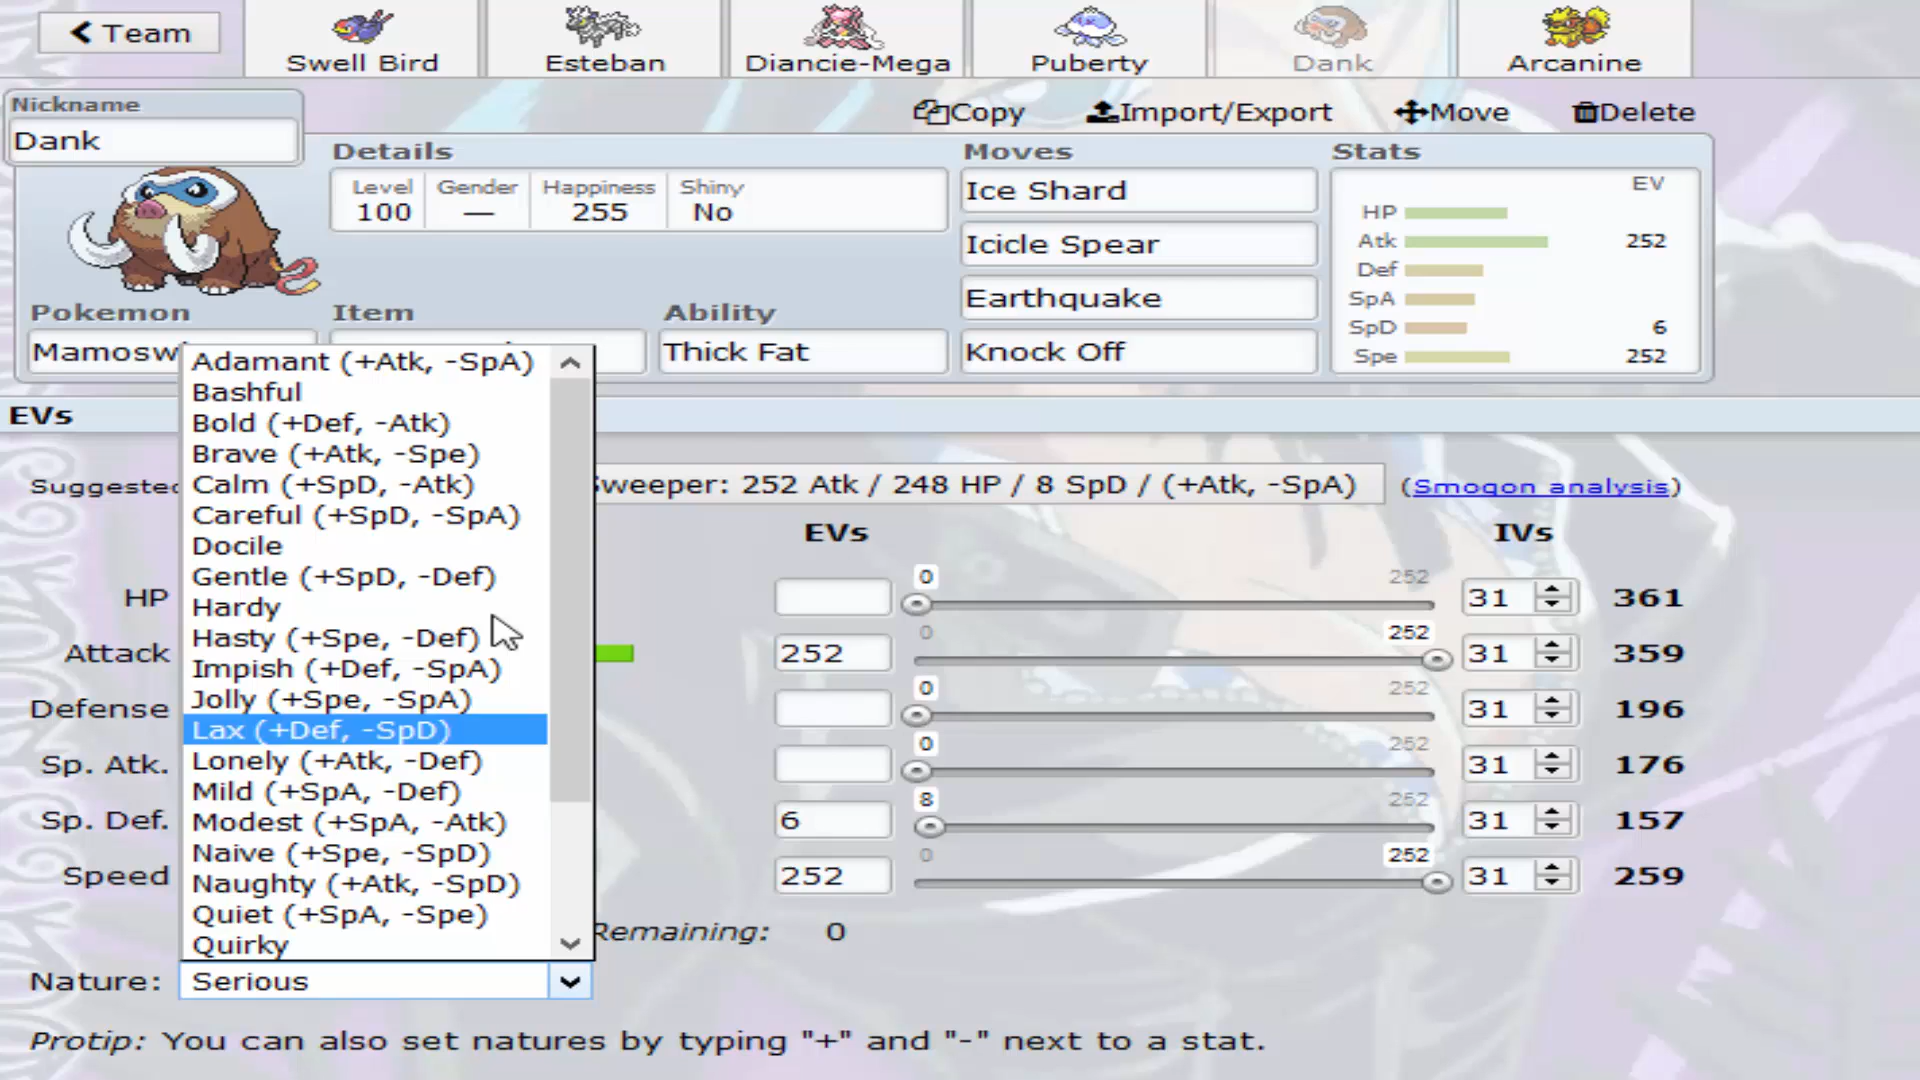 Team
Swell Bird
Esteban
Diancie-Mega
Puberty
Dank
Arcanine
Nickname
Dank
Copy
Import/Export
Move
Delete
Details
Level
100
Gender
—
Happiness
255
Shiny
No
Moves
Ice Shard
Icicle Spear
Earthquake
Knock Off
Stats
EV
HP
Atk 252
Def
SpA
SpD 6
Spe 252
Pokemon
Mamosw
Item
Ability
Thick Fat
EVs
Suggested
Sweeper: 252 Atk / 248 HP / 8 SpD / (+Atk, -SpA)
(Smogon analysis)
Adamant (+Atk, -SpA)
Bashful
Bold (+Def, -Atk)
Brave (+Atk, -Spe)
Calm (+SpD, -Atk)
Careful (+SpD, -SpA)
Docile
Gentle (+SpD, -Def)
Hardy
Hasty (+Spe, -Def)
Impish (+Def, -SpA)
Jolly (+Spe, -SpA)
Lax (+Def, -SpD)
Lonely (+Atk, -Def)
Mild (+SpA, -Def)
Modest (+SpA, -Atk)
Naive (+Spe, -SpD)
Naughty (+Atk, -SpD)
Quiet (+SpA, -Spe)
Quirky
EVs IVs
HP 0 252 31 361
Attack 252 0 252 31 359
Defense 0 252 31 196
Sp. Atk. 0 252 31 176
Sp. Def. 6 8 252 31 157
Speed 252 0 252 31 259
Remaining: 0
Nature: Serious
Protip: You can also set natures by typing "+" and "-" next to a stat.